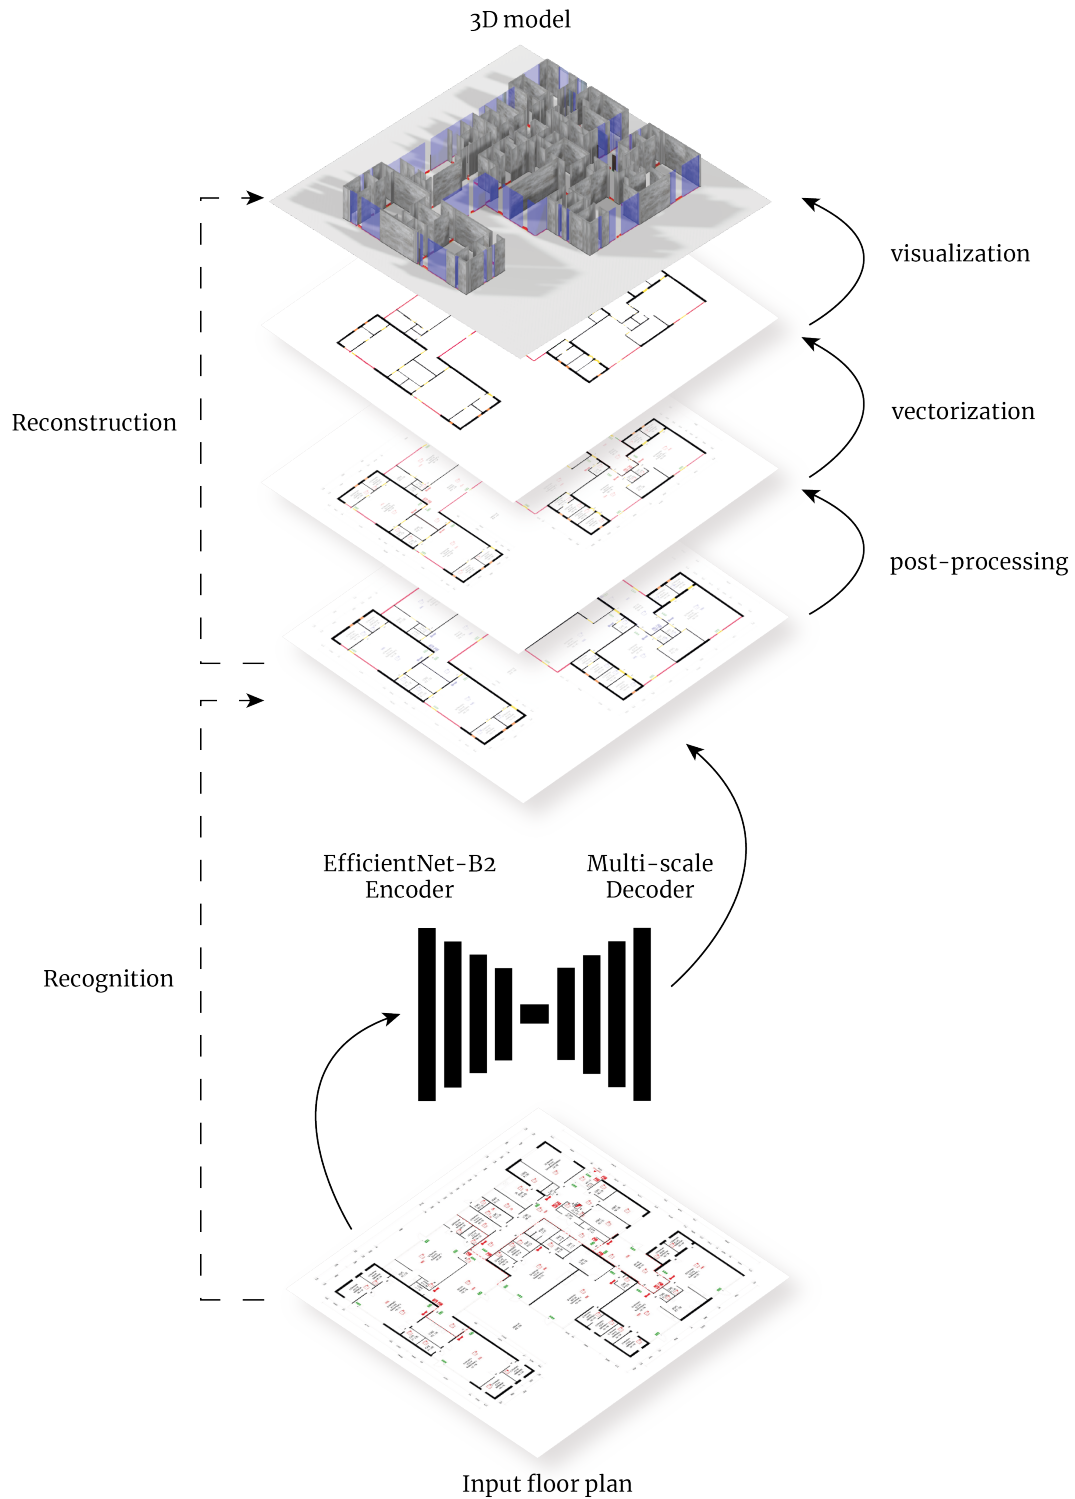 3D model
visualization
Reconstruction
vectorization
post-processing
EfficientNet-B2
Encoder
Multi-scale
Decoder
Recognition
Input floor plan